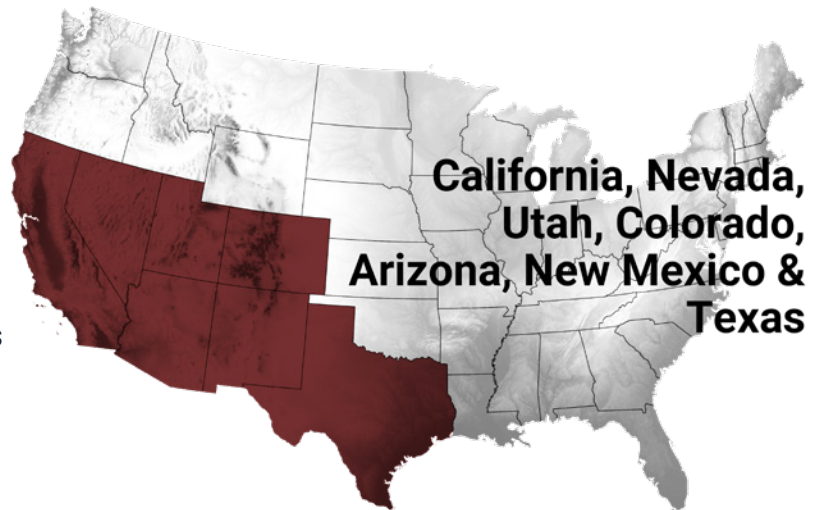 California, Nevada,
Utah, Colorado,
Arizona, New Mexico &
Texas
s